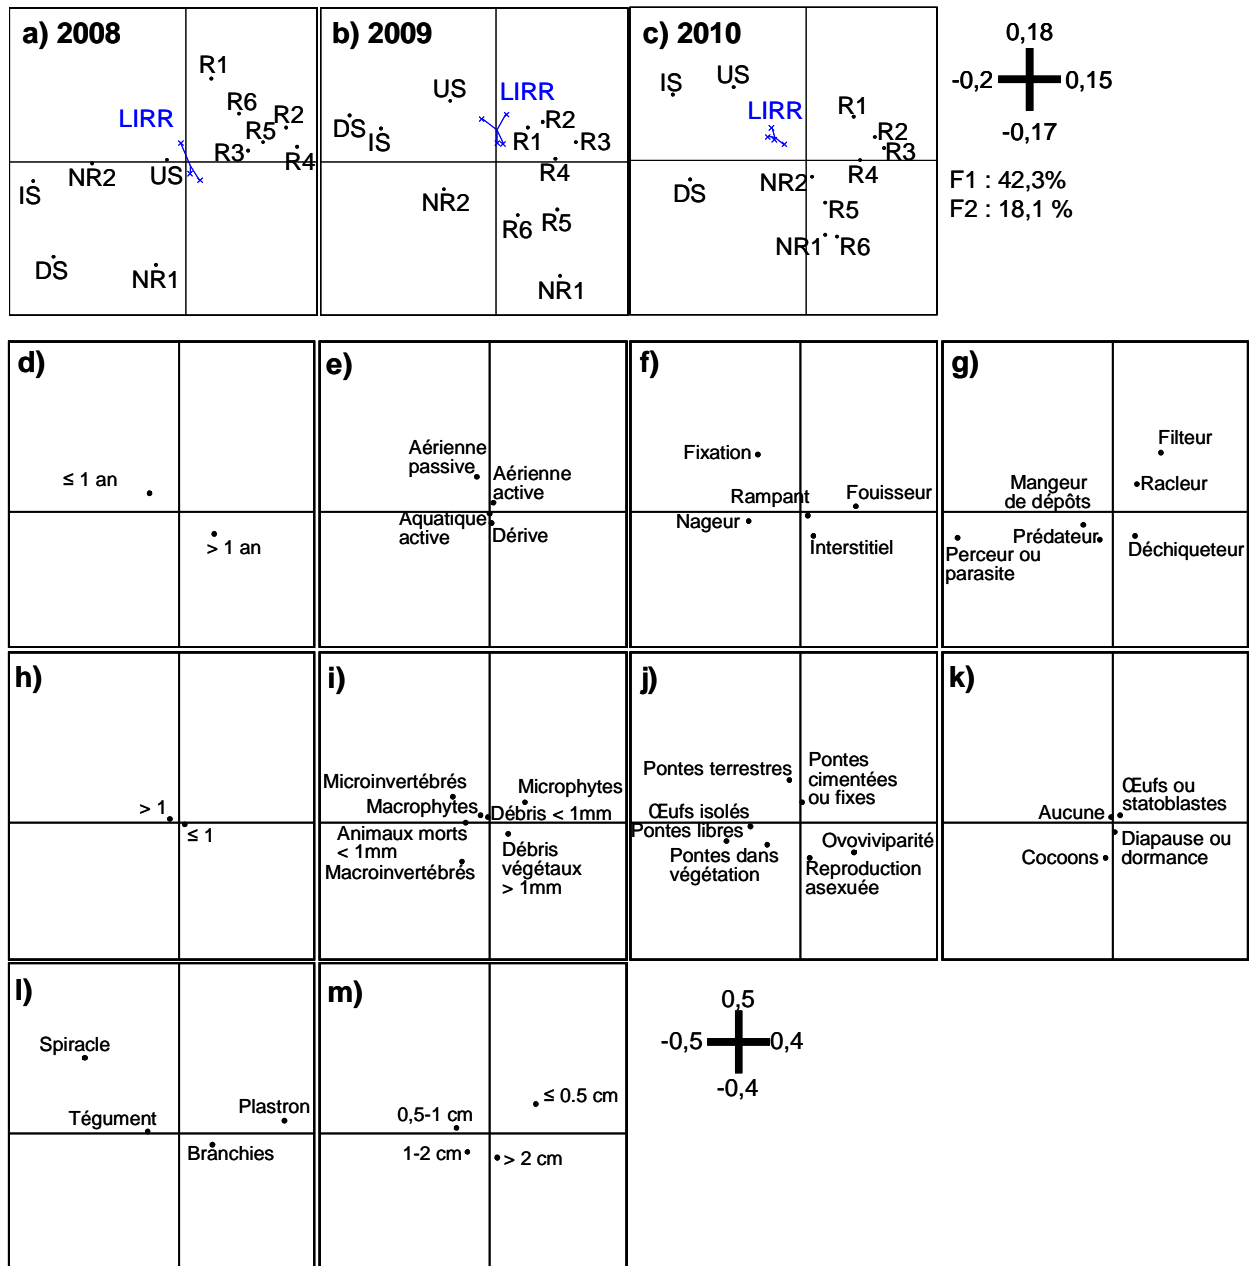 a) 2008
R1
R6
R2
LIRR
R5
R3
R4
NR2
US
IS
DS
NR1
b) 2009
US
LIRR
DS
IS
R1
R2
R3
R4
NR2
R6
R5
NR1
c) 2010
IS
US
LIRR
R1
R2
R3
R4
DS
NR2
R5
NR1
R6
0,18
-0,2
0,15
-0,17
F1 : 42,3%
F2 : 18,1 %
d)
≤ 1 an
> 1 an
e)
Aérienne
passive
Aérienne
active
Aquatique
active
Dérive
f)
Fixation
Rampant
Fouisseur
Nageur
Interstitiel
g)
Filteur
Mangeur
de dépôts
Racleur
Prédateur
Déchiqueteur
Perceur ou
parasite
h)
> 1
≤ 1
i)
Microinvertébrés
Microphytes
Macrophytes
Débris < 1mm
Animaux morts
< 1mm
Macroinvertébrés
Débris
végétaux
> 1mm
j)
Pontes terrestres
Pontes
cimentées
ou fixes
Œufs isolés
Pontes libres
Pontes dans
végétation
Ovoviviparité
Reproduction
asexuée
k)
Œufs ou
statoblastes
Aucune
Diapause ou
dormance
Cocoons
l)
Spiracle
Plastron
Tégument
Branchies
m)
≤ 0.5 cm
0,5-1 cm
1-2 cm
> 2 cm
0,5
-0,5
0,4
-0,4